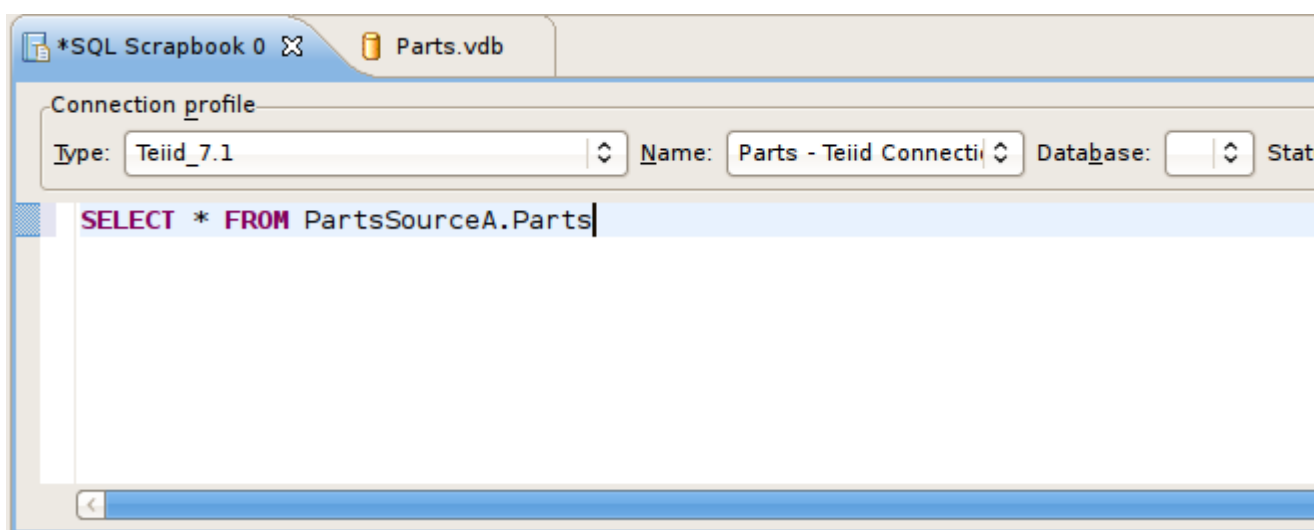 *SQL Scrapbook 0 Parts.vdb
Connection profile
Type: Teiid_7.1 Name: Parts - Teiid Connecti Database: Stat
SELECT * FROM PartsSourceA.Parts